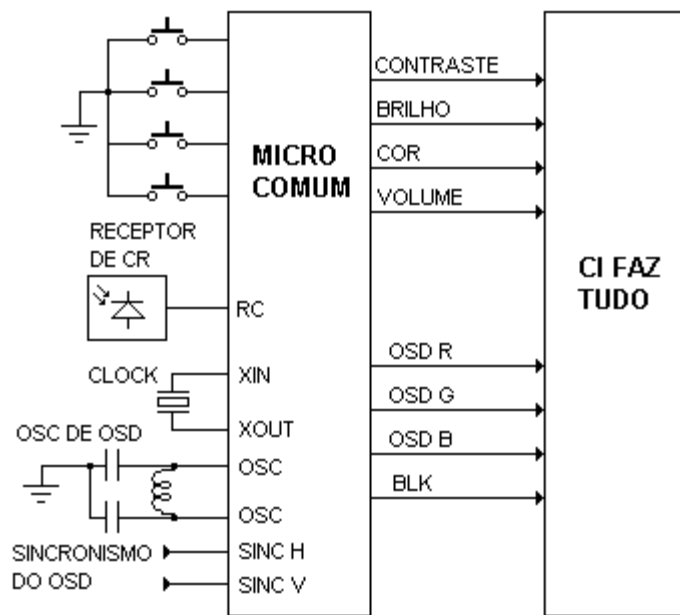 CONTRASTE
BRILHO
COR
VOLUME
MICRO
COMUM
RECEPTOR
DE CR
RC
CLOCK
XIN
XOUT
OSC DE OSD
OSC
OSC
SINCRONISMO
DO OSD
SINC H
SINC V
OSD R
OSD G
OSD B
BLK
CI FAZ
TUDO